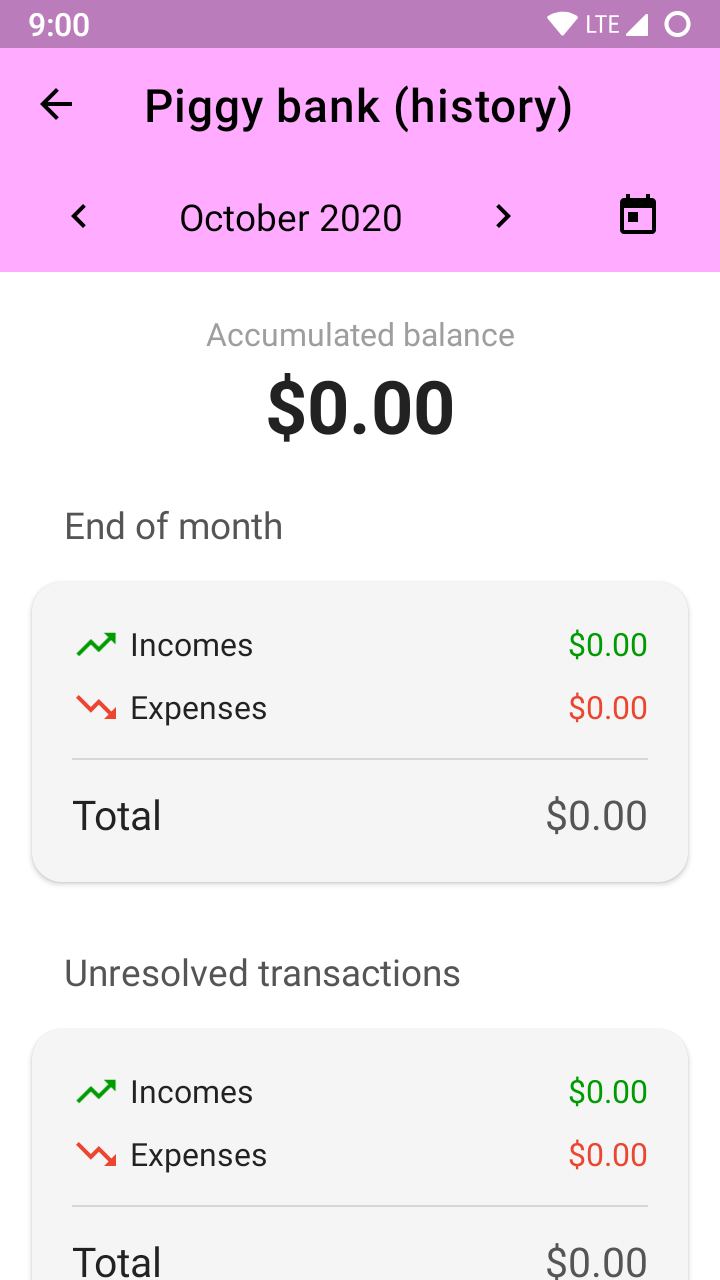 9:00 LTE
Piggy bank (history)
October 2020
Accumulated balance
$0.00
End of month
Incomes $0.00
Expenses $0.00
Total $0.00
Unresolved transactions
Incomes $0.00
Expenses $0.00
Total $0.00